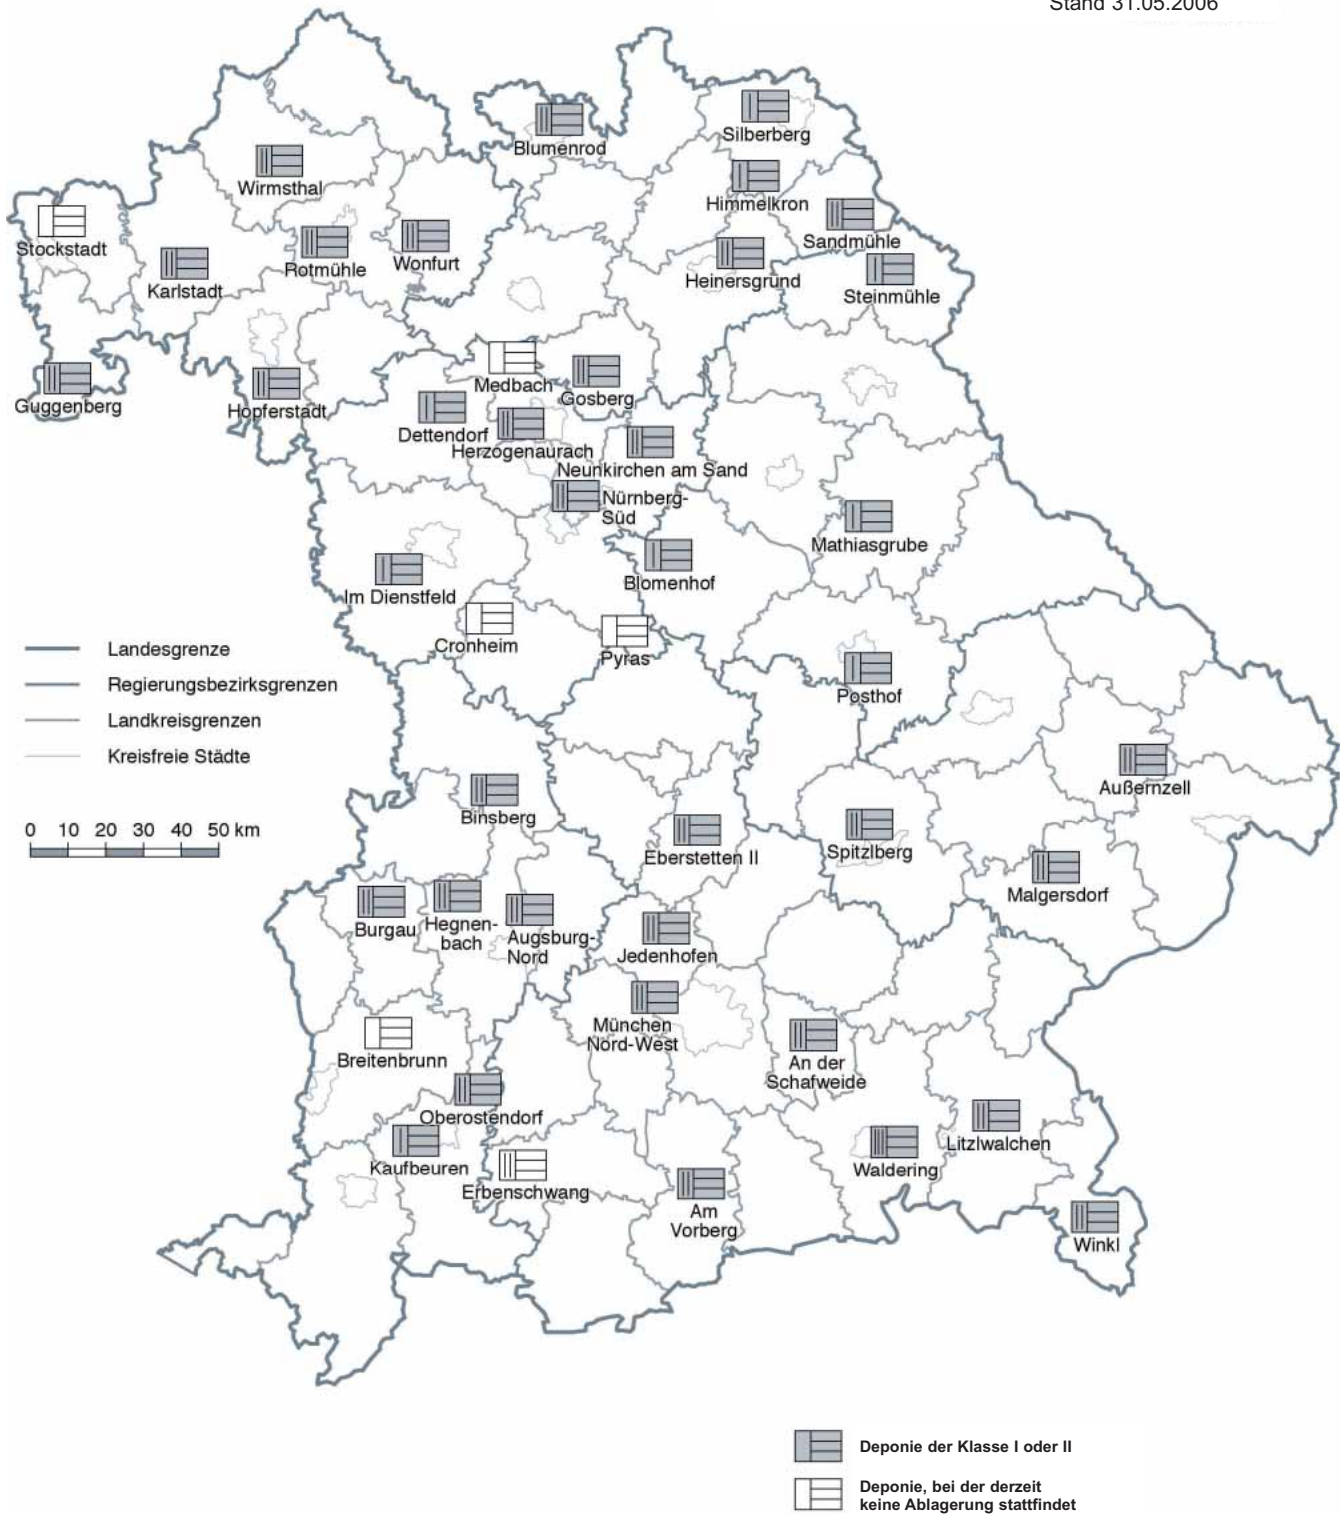 Stand 31.05.2006
Silberberg
Blumenrod
Wirmsthal
Himmelkron
Stockstadt
Sandmühle
Rotmühle
Wonfurt
Karlstadt
Heinersgrund
Steinmühle
Medbach
Gosberg
Guggenberg
Hopferstadt
Dettendorf
Herzogenaurach
Neunkirchen am Sand
Nürnberg-
Süd
Mathiasgrube
Blomenhof
Im Dienstfeld
Cronheim
Pyras
Posthof
Landesgrenze
Regierungsbezirksgrenzen
Landkreisgrenzen
Kreisfreie Städte
0 10 20 30 40 50 km
Außernzell
Binsberg
Eberstetten II
Spitzlberg
Malgersdorf
Burgau
Hegnen-
bach
Augsburg-
Nord
Jedenhofen
München
Nord-West
Breitenbrunn
An der
Schafweide
Oberostendorf
Kaufbeuren
Erbenschwang
Litzlwalchen
Waldering
Am
Vorberg
Winkl
Deponie der Klasse I oder II
Deponie, bei der derzeit
keine Ablagerung stattfindet